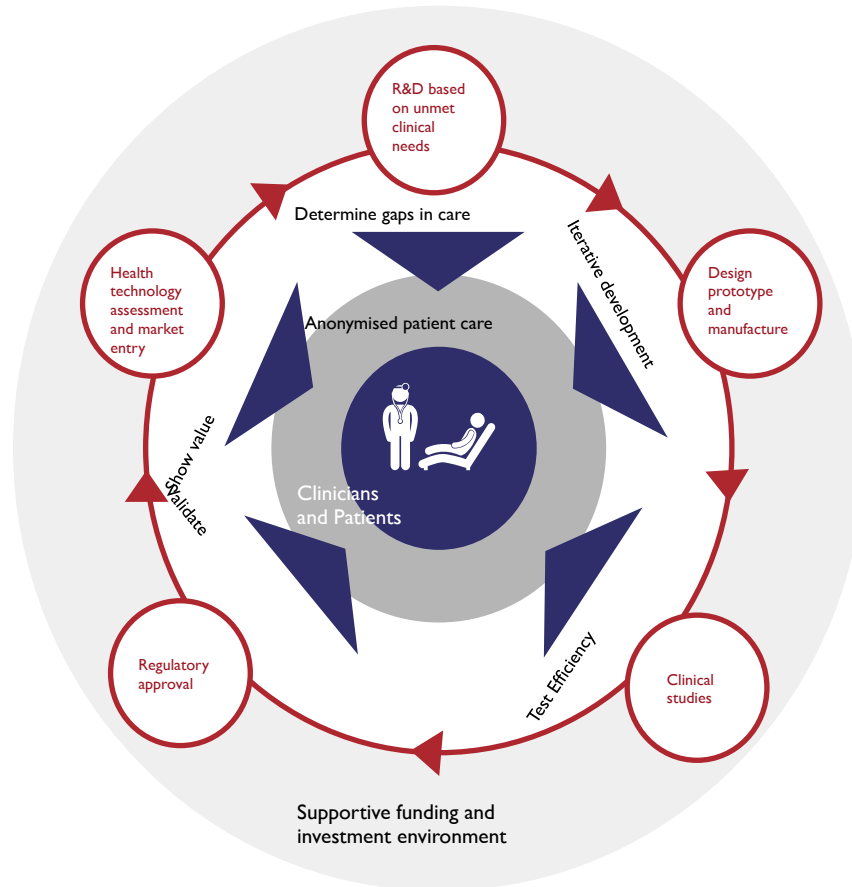 R&D based
on unmet
clinical
needs
Determine gaps in care
Iterative development
Health
technology
assessment
and market
entry
Design
prototype
and
manufacture
Anonymised patient care
Show value
Validate
Clinicians
and Patients
Test Efficiency
Regulatory
approval
Clinical
studies
Supportive funding and
investment environment